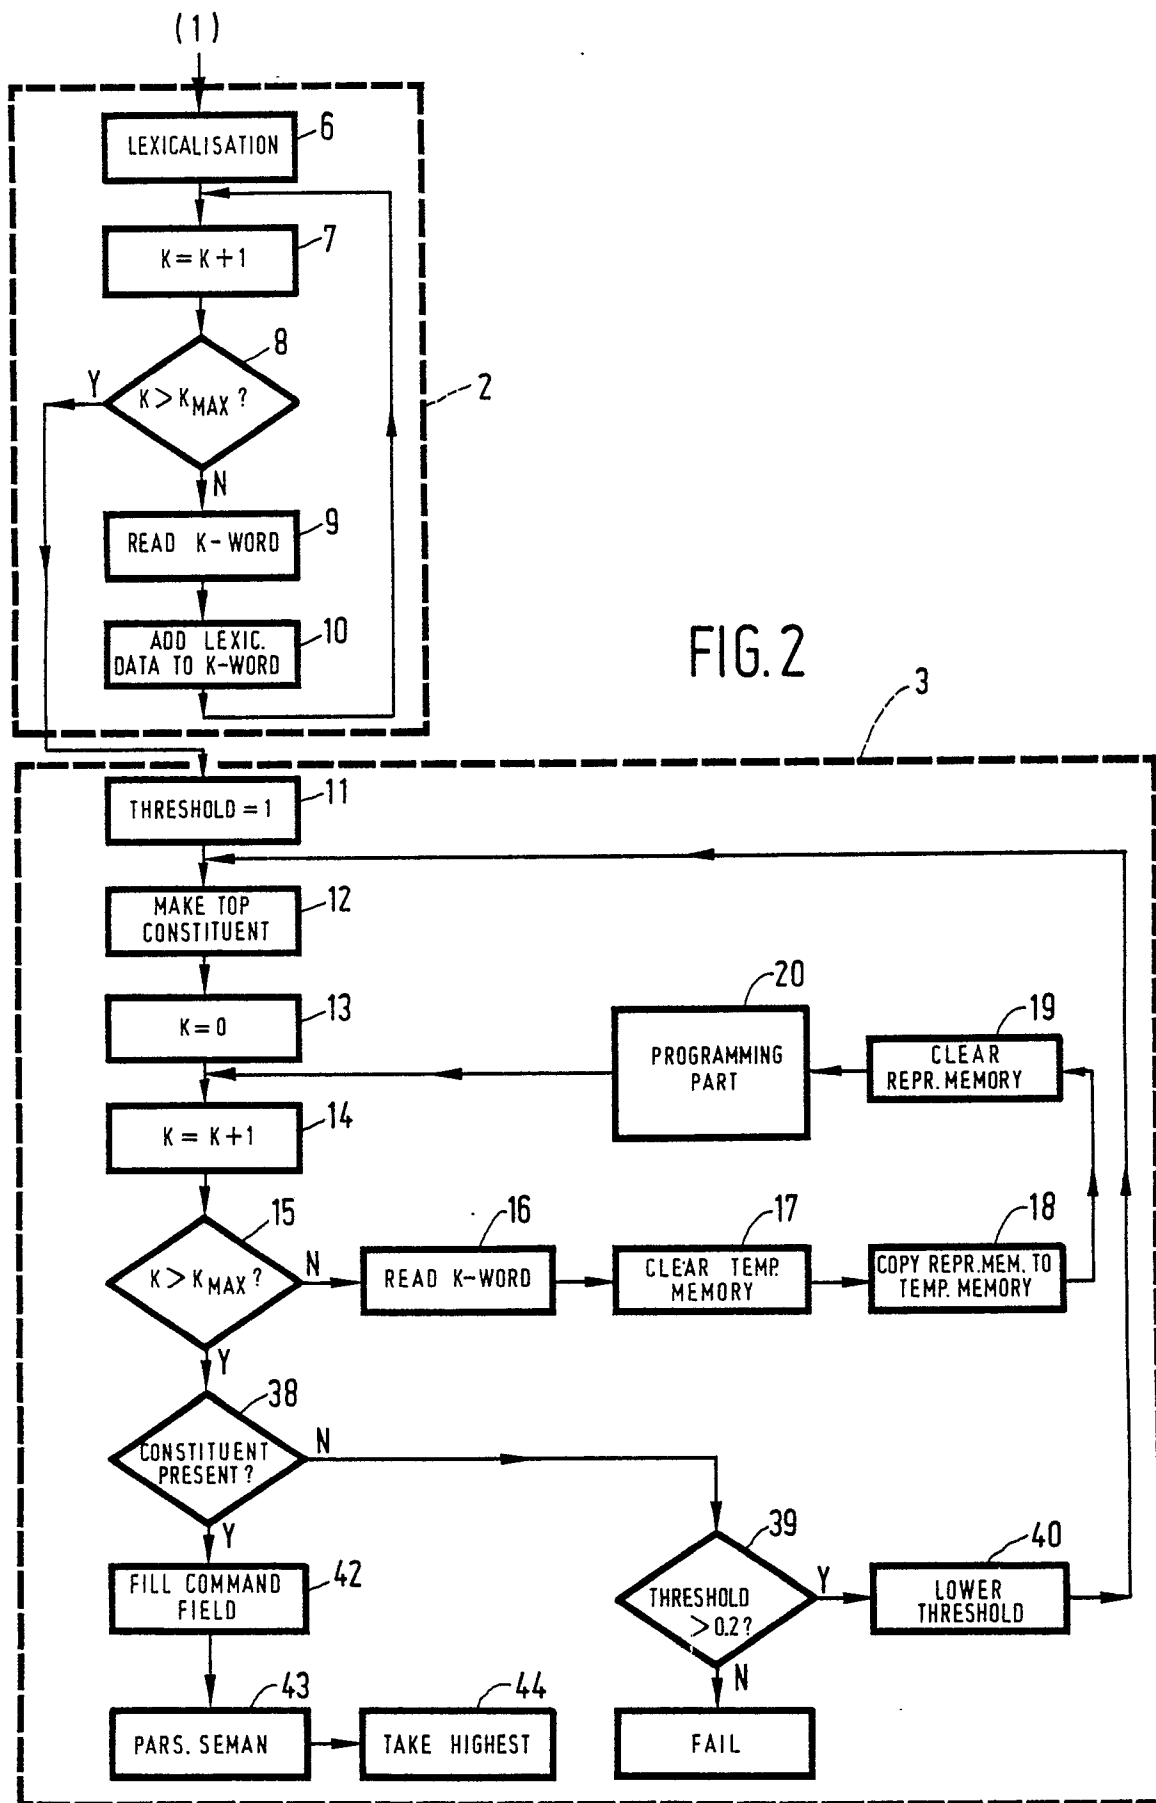 (1)
LEXICALISATION
6
K = K + 1
7
8
K > KMAX ?
Y
N
2
READ K-WORD
9
ADD LEXIC.
DATA TO K-WORD
10
FIG. 2
3
THRESHOLD = 1
11
MAKE TOP
CONSTITUENT
12
K = 0
13
20
PROGRAMMING
PART
19
CLEAR
REPR. MEMORY
K = K + 1
14
15
K > KMAX ?
N
Y
16
READ K-WORD
17
CLEAR TEMP.
MEMORY
18
COPY REPR. MEM. TO
TEMP. MEMORY
38
CONSTITUENT
PRESENT ?
N
Y
39
THRESHOLD
> 0.2 ?
Y
N
40
LOWER
THRESHOLD
FILL COMMAND
FIELD
42
43
PARS. SEMAN
44
TAKE HIGHEST
FAIL